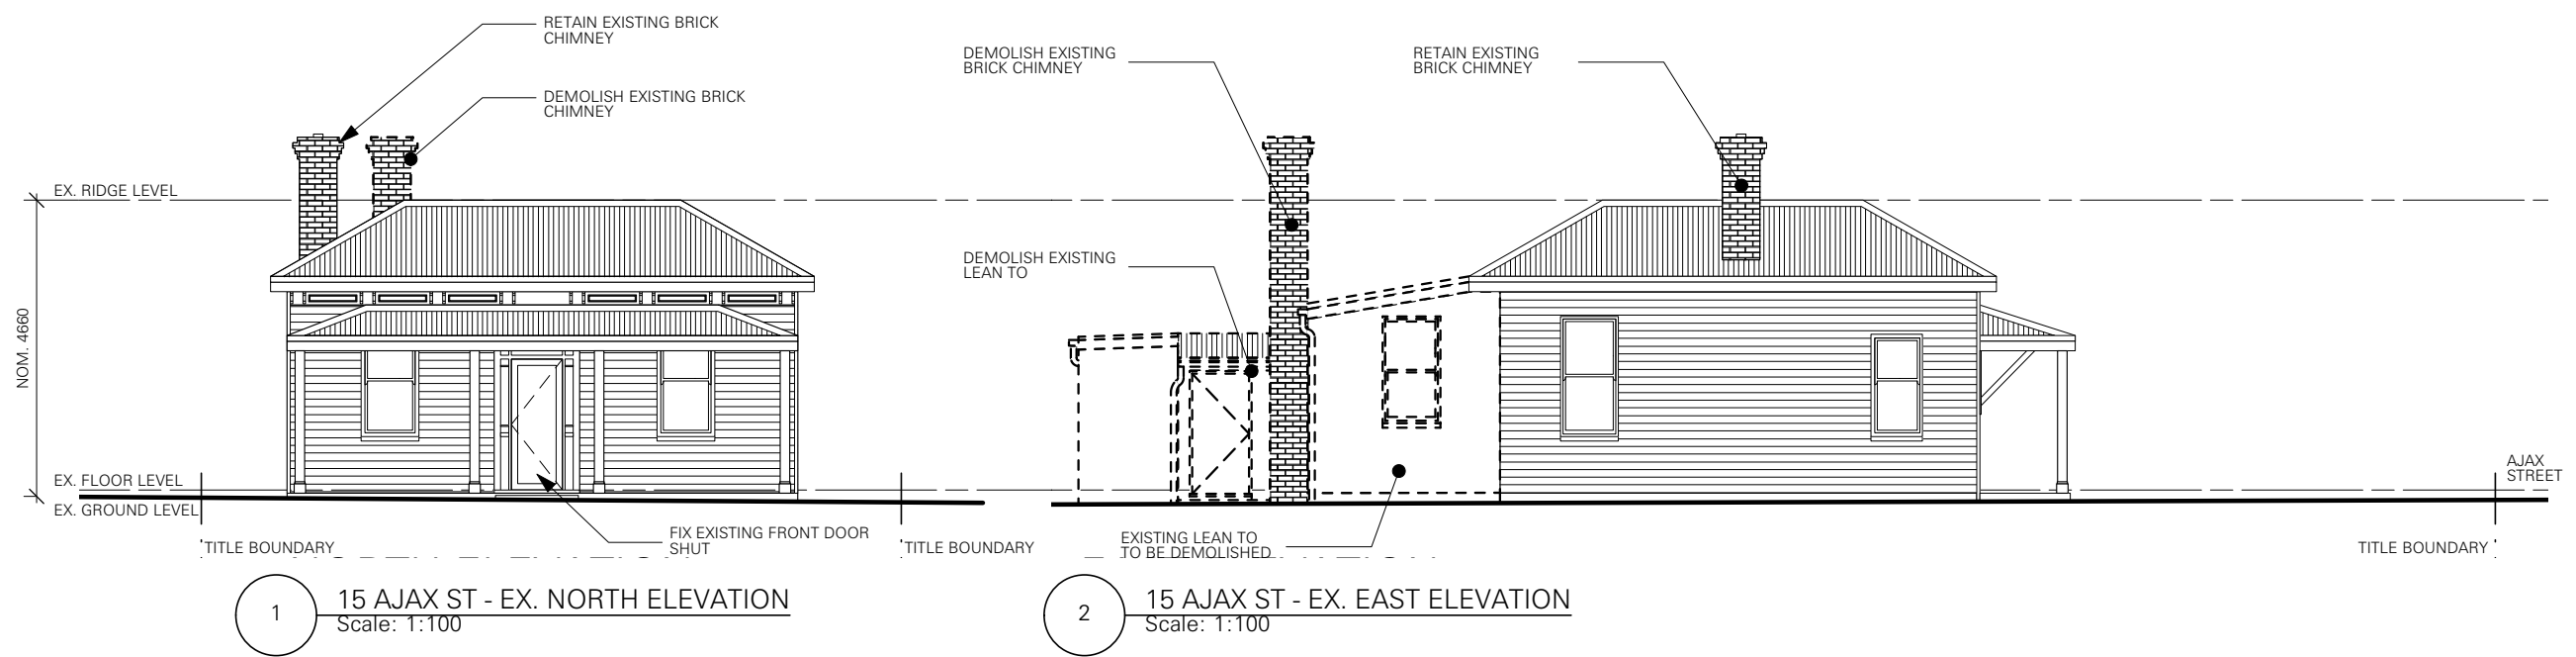 RETAIN EXISTING BRICK
CHIMNEY
DEMOLISH EXISTING BRICK
CHIMNEY
EX. RIDGE LEVEL
NOM. 4660
EX. FLOOR LEVEL
EX. GROUND LEVEL
TITLE BOUNDARY
FIX EXISTING FRONT DOOR
SHUT
TITLE BOUNDARY
1
15 AJAX ST - EX. NORTH ELEVATION
Scale: 1:100
DEMOLISH EXISTING
BRICK CHIMNEY
RETAIN EXISTING
BRICK CHIMNEY
DEMOLISH EXISTING
LEAN TO
EXISTING LEAN TO
TO BE DEMOLISHED
AJAX
STREET
TITLE BOUNDARY
2
15 AJAX ST - EX. EAST ELEVATION
Scale: 1:100